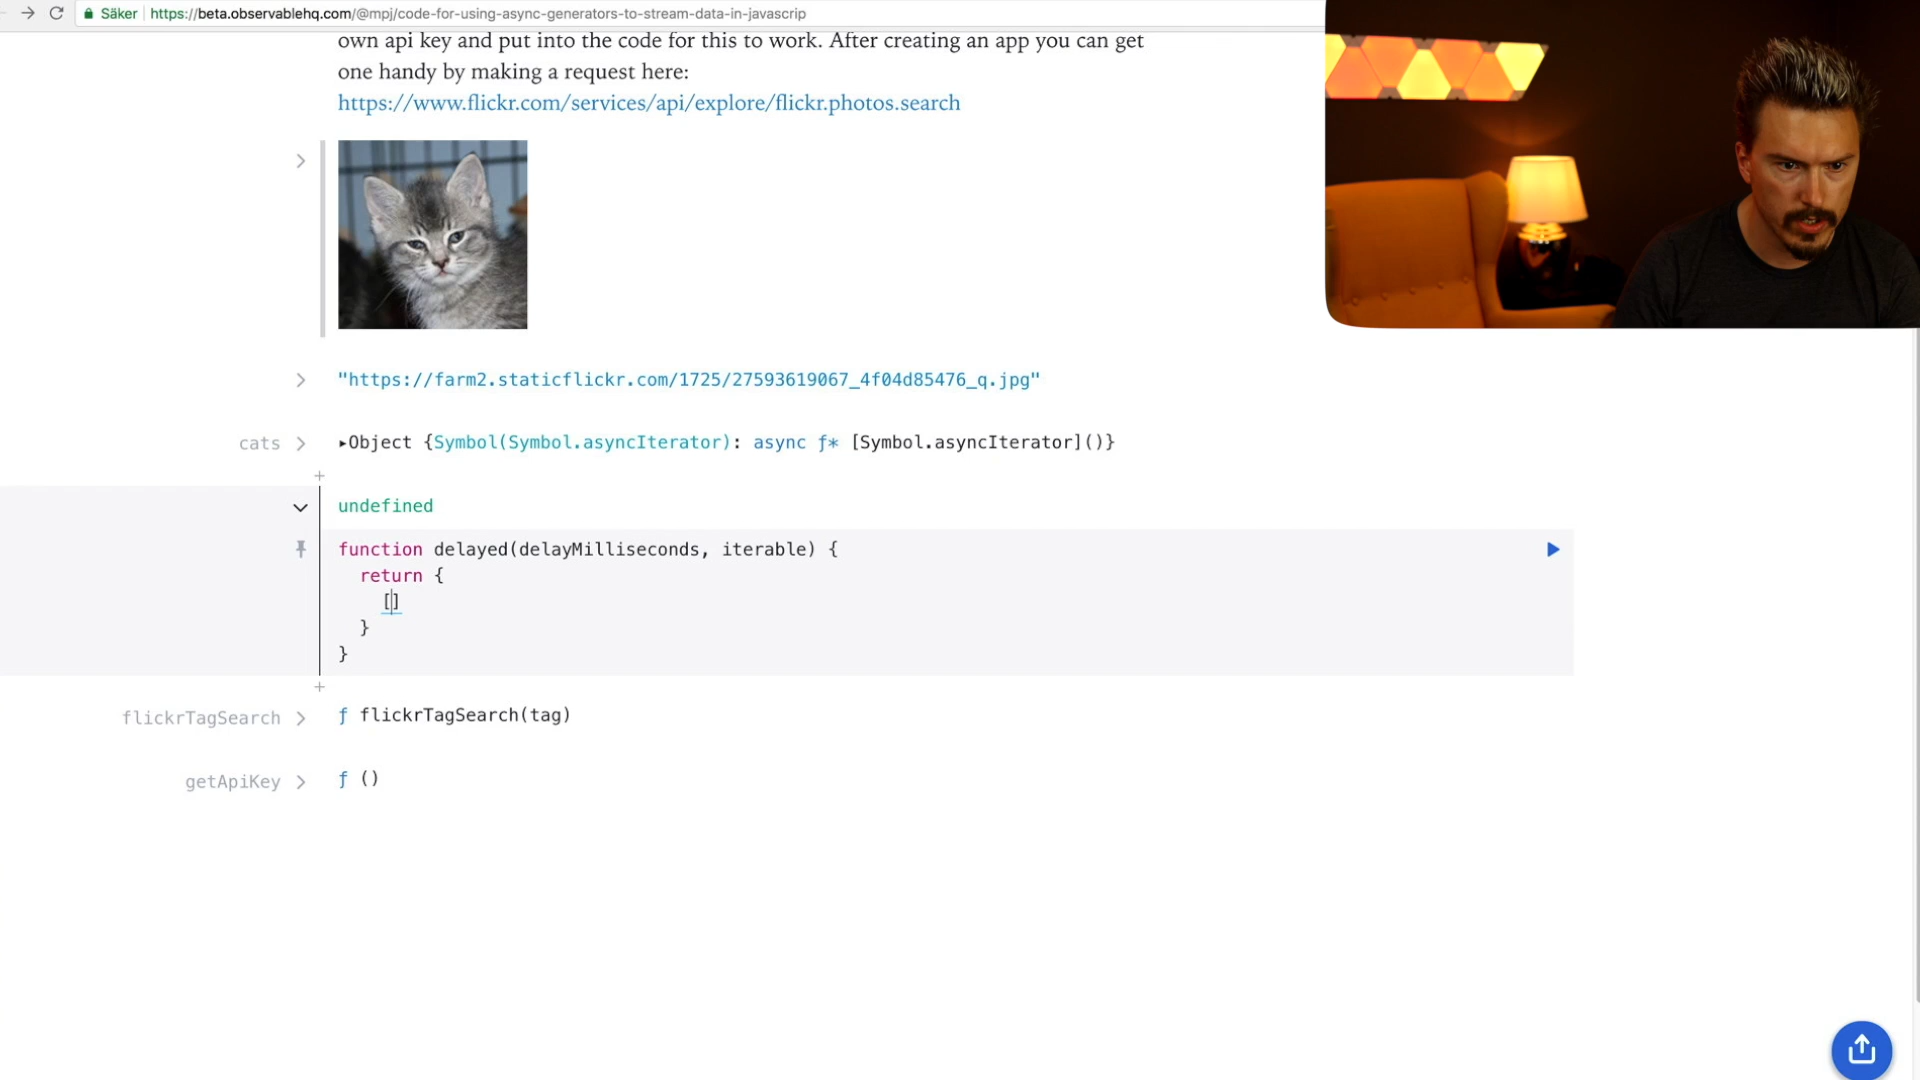 Säker https://beta.observablehq.com/@mpj/code-for-using-async-generators-to-stream-data-in-javascrip
own api key and put into the code for this to work. After creating an app you can get
one handy by making a request here:
https://www.flickr.com/services/api/explore/flickr.photos.search
"https://farm2.staticflickr.com/1725/27593619067_4f04d85476_q.jpg"
cats ▸Object {Symbol(Symbol.asyncIterator): async ƒ* [Symbol.asyncIterator]()}
undefined
function delayed(delayMilliseconds, iterable) {
return {
[]
}
}
flickrTagSearch ƒ flickrTagSearch(tag)
getApiKey ƒ ()